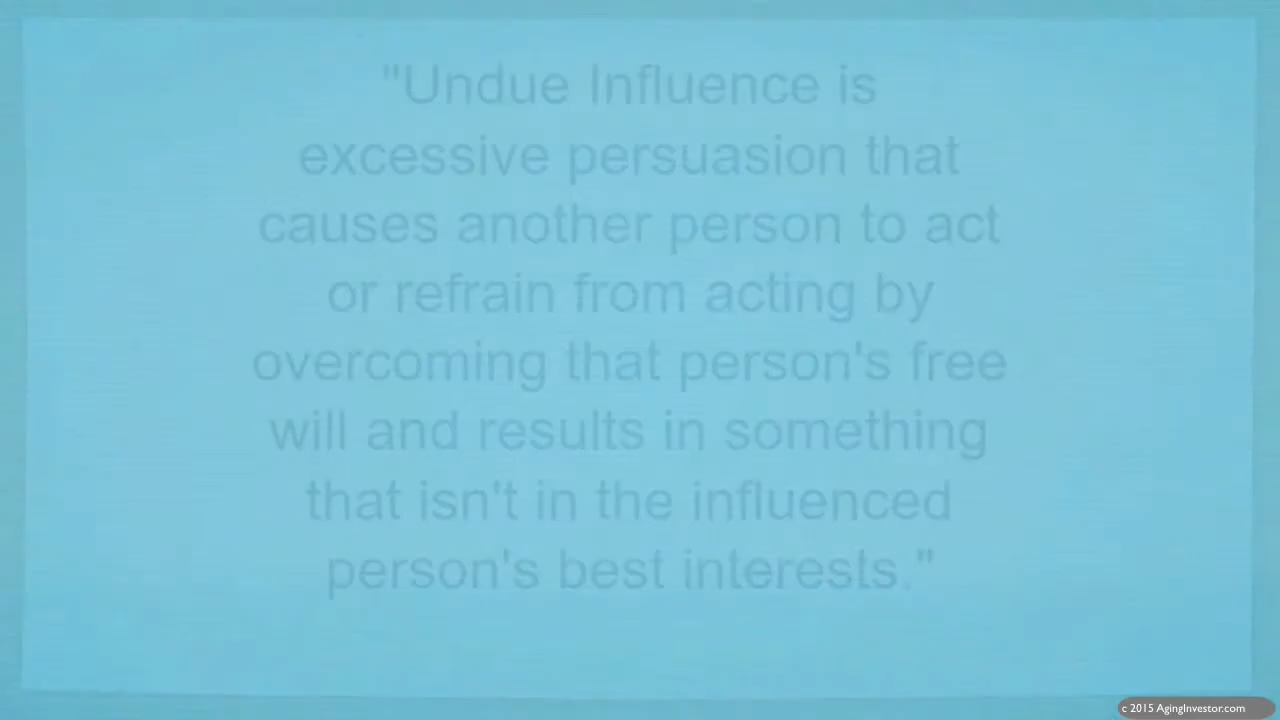 "Undue Influence is
excessive persuasion that
causes another person to act
or refrain from acting by
overcoming that person's free
will and results in something
that isn't in the influenced
person's best interests."
c 2015 AgingInvestor.com